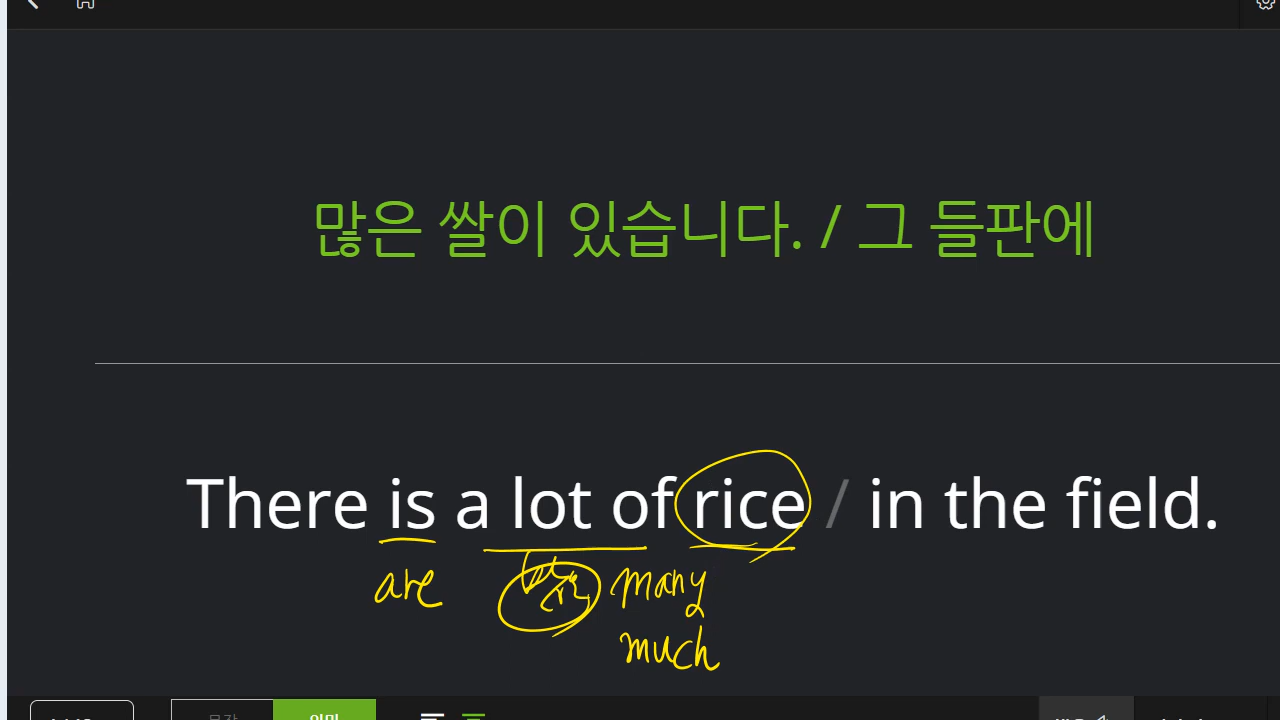 많은 쌀이 있습니다. / 그 들판에
There is a lot of rice / in the field.
are many
much